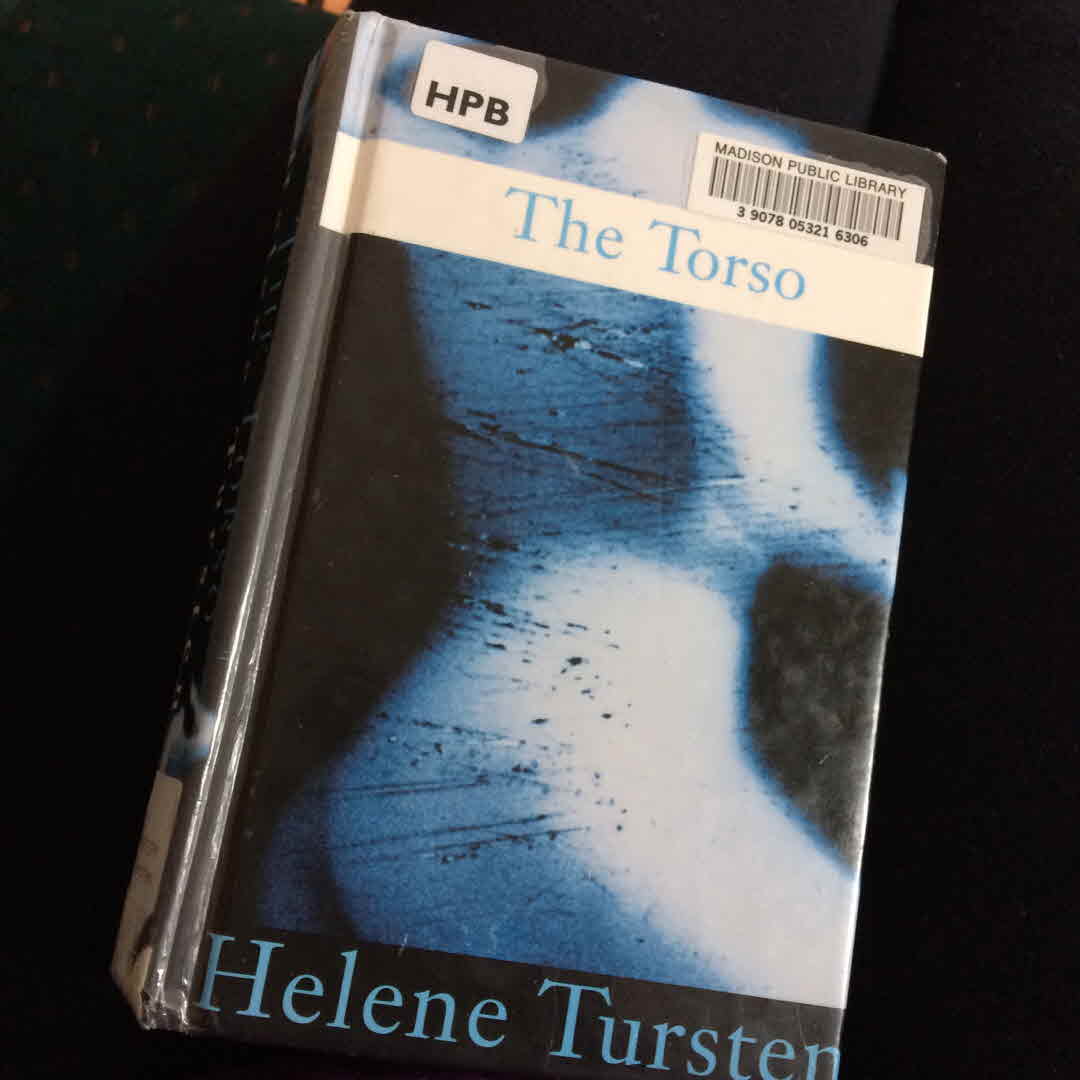 HPB
MADISON PUBLIC LIBRARY
3 9078 05321 6306
The Torso
Helene Tursten